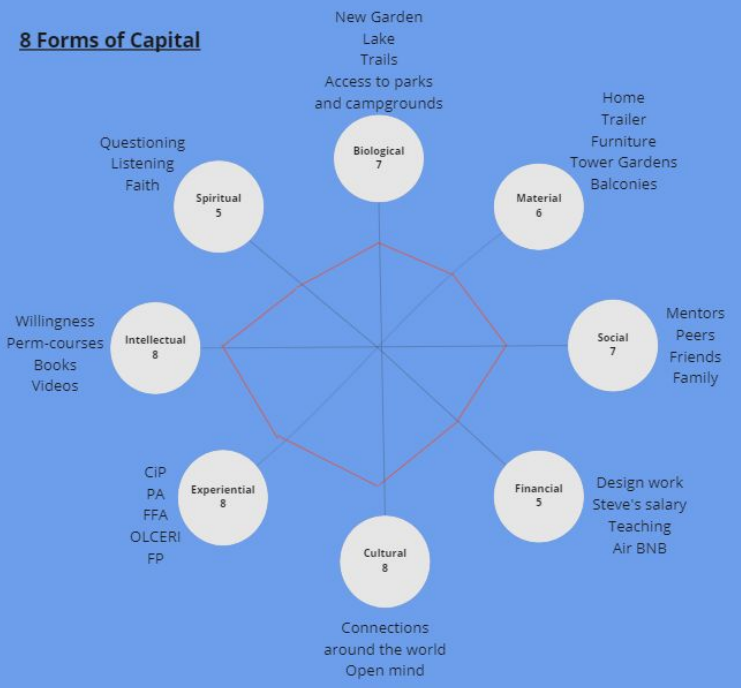 8 Forms of Capital
New Garden
Lake
Trails
Access to parks
and campgrounds
Biological
7
Home
Trailer
Furniture
Tower Gardens
Balconies
Material
6
Mentors
Peers
Friends
Family
Social
7
Design work
Steve's salary
Teaching
Air BNB
Financial
5
Cultural
8
Connections
around the world
Open mind
CiP
PA
FFA
OLCERI
FP
Experiential
8
Willingness
Perm-courses
Books
Videos
Intellectual
8
Questioning
Listening
Faith
Spiritual
5